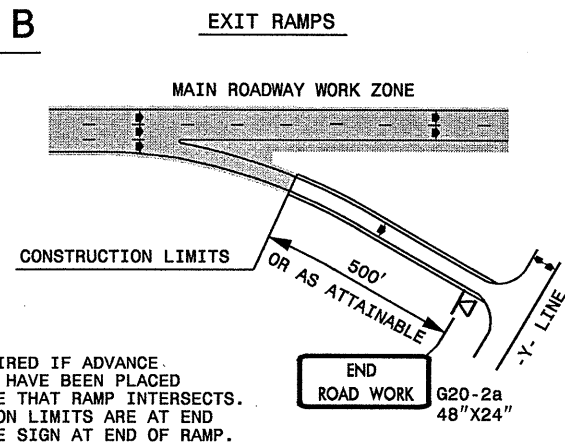 B
EXIT RAMPS
MAIN ROADWAY WORK ZONE
CONSTRUCTION LIMITS
500'
OR AS ATTAINABLE
-Y- LINE
END
ROAD WORK
G20-2a
48"X24"
IRED IF ADVANCE
HAVE BEEN PLACED
E THAT RAMP INTERSECTS.
ON LIMITS ARE AT END
E SIGN AT END OF RAMP.